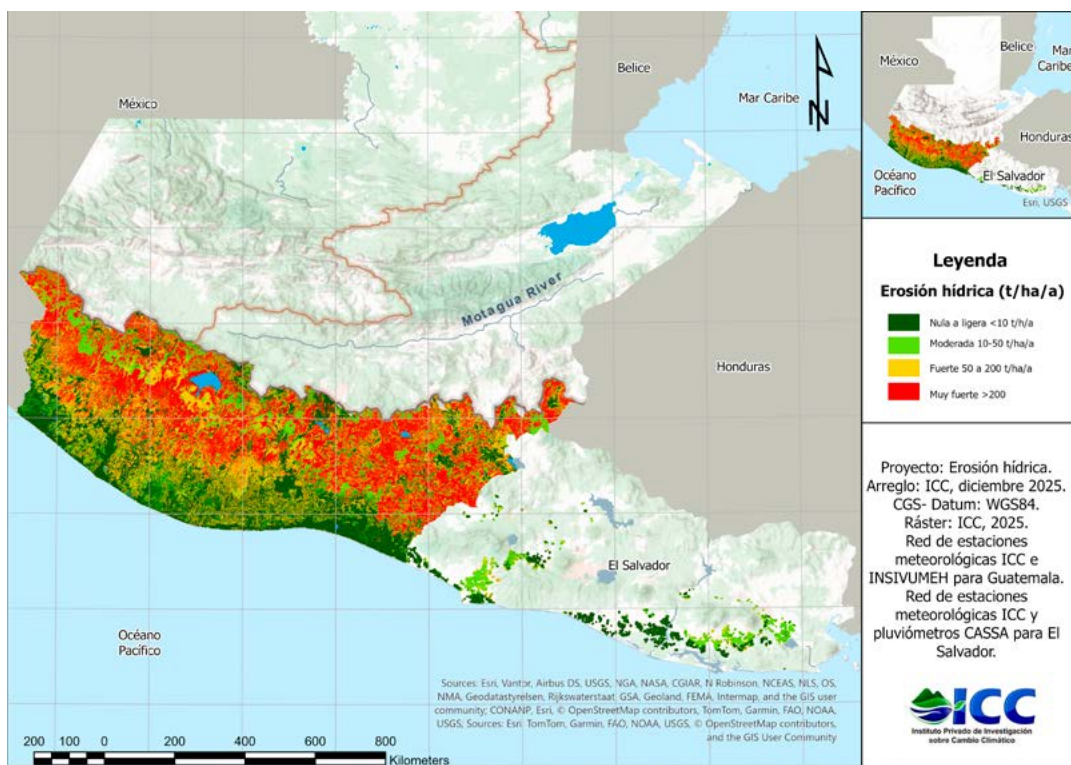 México
Belice
Mar Caribe
N
Motagua River
Honduras
El Salvador
Océano
Pacífico
Sources: Esri, Vantor, Airbus DS, USGS, NGA, NASA, CGIAR, N Robinson, NCEAS, NLS, OS,
NMA, Geodatastyrelsen, Rijkswaterstaat, GSA, Geoland, FEMA, Intermap, and the GIS user
community; CONANP, Esri, © OpenStreetMap contributors, TomTom, Garmin, FAO, NOAA,
USGS; Sources: Esri, TomTom, Garmin, FAO, NOAA, USGS, © OpenStreetMap contributors,
and the GIS User Community
200 100 0 200 400 600 800
Kilometers
México
Belice
Mar
Caribe
Honduras
Océano
Pacífico
El Salvador
Esri, USGS
Leyenda
Erosión hídrica (t/ha/a)
Nula a ligera <10 t/h/a
Moderada 10-50 t/ha/a
Fuerte 50 a 200 t/ha/a
Muy fuerte >200
Proyecto: Erosión hídrica.
Arreglo: ICC, diciembre 2025.
CGS- Datum: WGS84.
Ráster: ICC, 2025.
Red de estaciones
meteorológicas ICC e
INSIVUMEH para Guatemala.
Red de estaciones
meteorológicas ICC y
pluviómetros CASSA para El
Salvador.
ICC
Instituto Privado de Investigación
sobre Cambio Climático